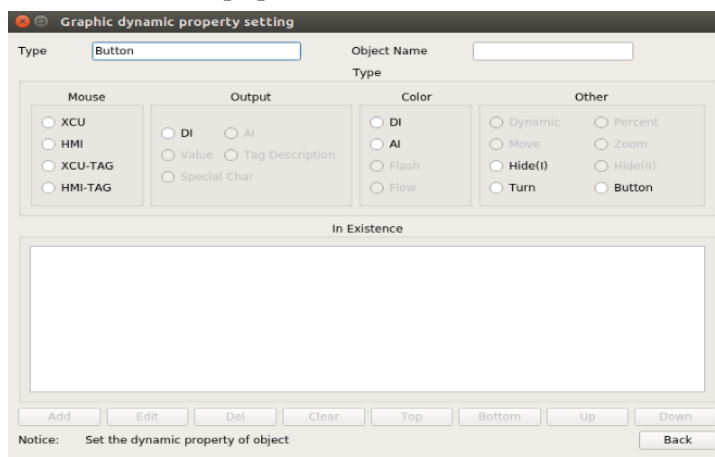 Graphic dynamic property setting
Type Button Object Name
Type
Mouse Output Color Other
XCU DI AI DI Dynamic Percent
HMI Value Tag Description AI Move Zoom
XCU-TAG Special Char Flash Hide(I) Hide(II)
HMI-TAG Flow Turn Button
In Existence
Add Edit Del Clear Top Bottom Up Down
Notice: Set the dynamic property of object Back